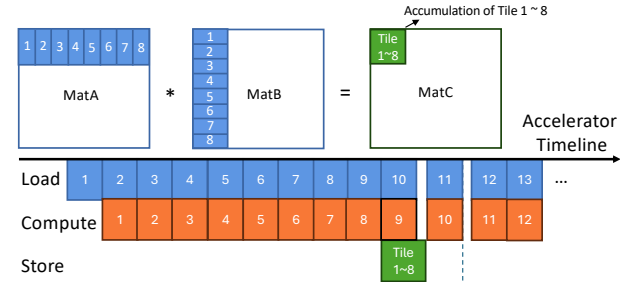 Accumulation of Tile 1 ~ 8
1 2 3 4 5 6 7 8
MatA
*
1
2
3
4
5
6
7
8
MatB
=
Tile
1~8
MatC
Accelerator
Timeline
Load 1 2 3 4 5 6 7 8 9 10 11 12 13 ...
Compute 1 2 3 4 5 6 7 8 9 10 11 12
Store
Tile
1~8